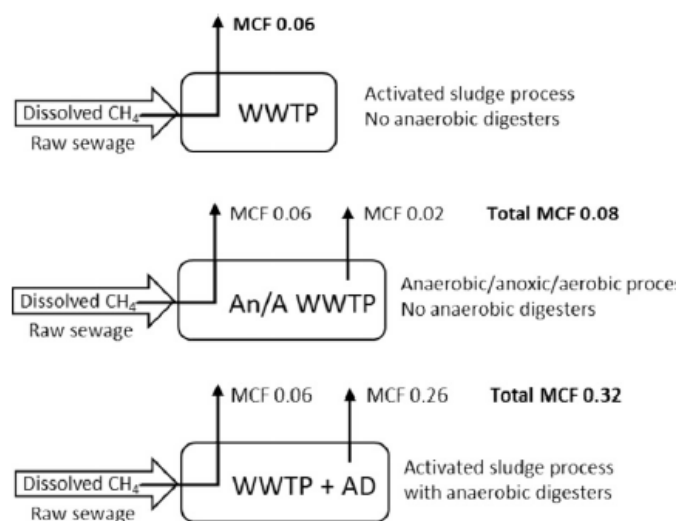 MCF 0.06
Dissolved CH₄
Raw sewage
WWTP
Activated sludge process
No anaerobic digesters
MCF 0.06
MCF 0.02
Total MCF 0.08
Dissolved CH₄
Raw sewage
An/A WWTP
Anaerobic/anoxic/aerobic proce
No anaerobic digesters
MCF 0.06
MCF 0.26
Total MCF 0.32
Dissolved CH₄
Raw sewage
WWTP + AD
Activated sludge process
with anaerobic digesters